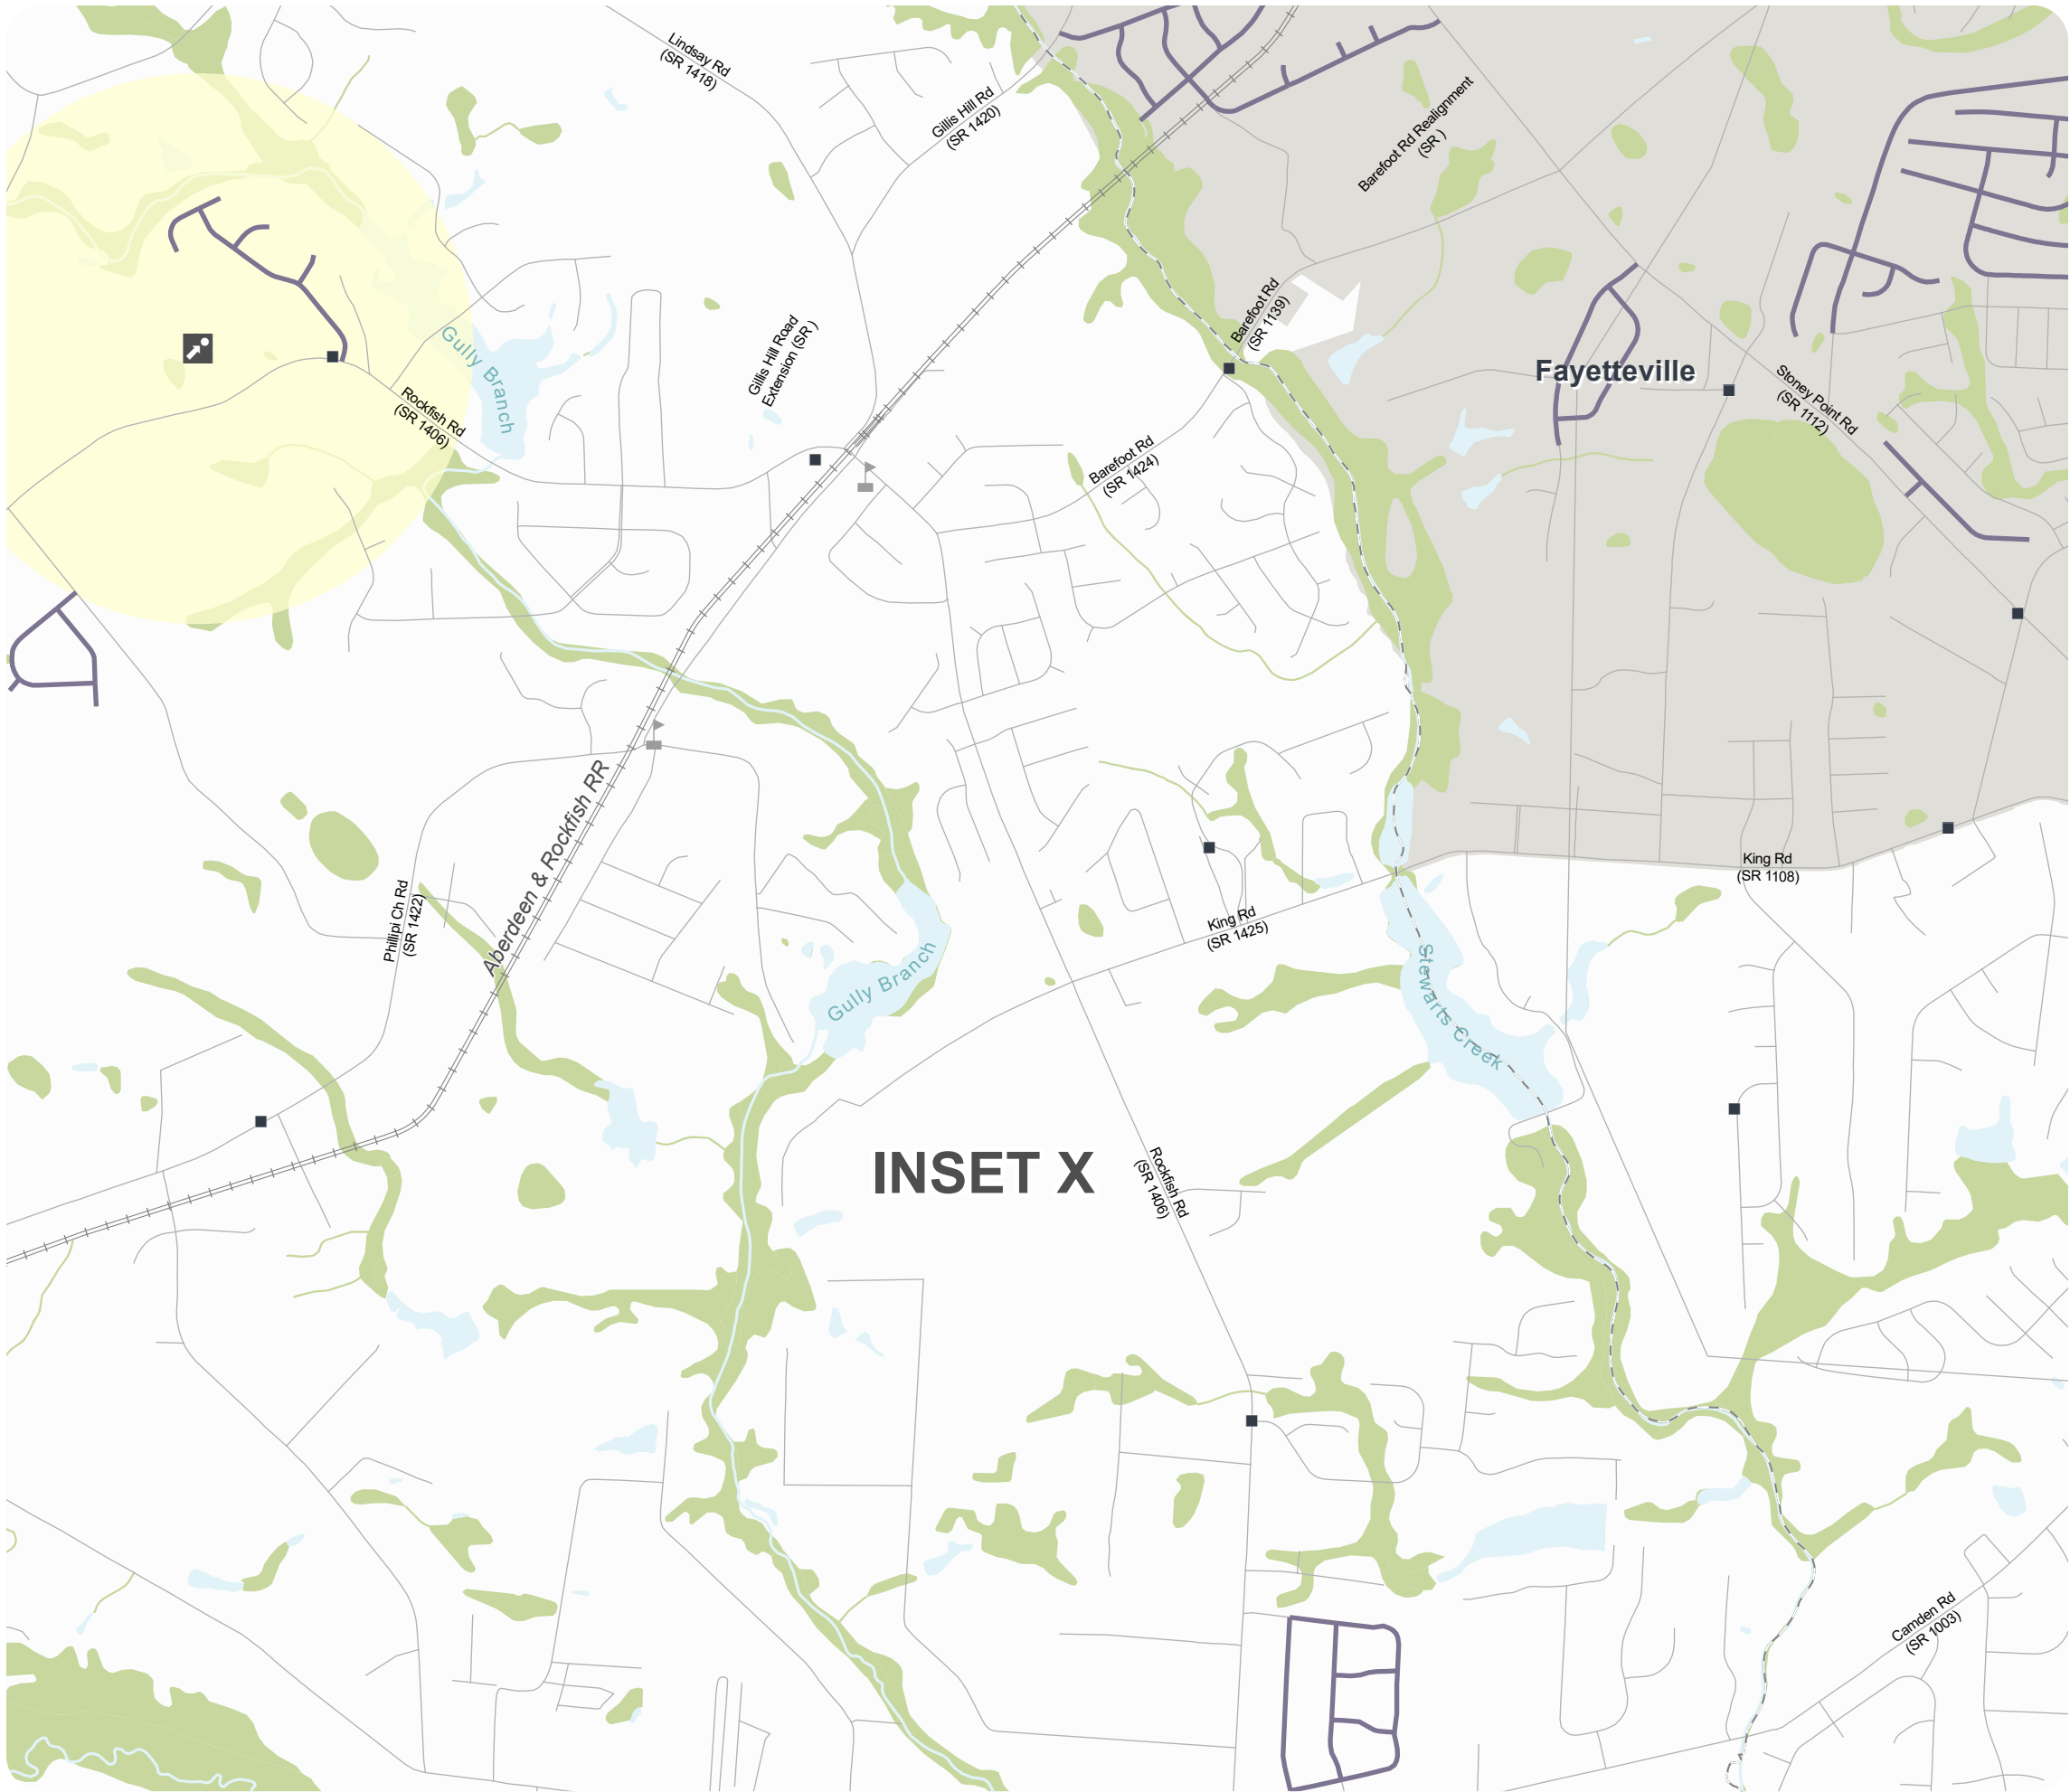 Lindsay Rd
(SR 1418)
Gillis Hill Rd
(SR 1420)
Barefoot Rd Realignment
(SR )
Barefoot Rd
(SR 1139)
Gillis Hill Road
Extension (SR )
Gully Branch
Rockfish Rd
(SR 1406)
Fayetteville
Stoney Point Rd
(SR 1112)
Barefoot Rd
(SR 1424)
Aberdeen & Rockfish RR
Phillipi Ch Rd
(SR 1422)
King Rd
(SR 1108)
King Rd
(SR 1425)
Gully Branch
Stewarts Creek
INSET X
Rockfish Rd
(SR 1406)
Camden Rd
(SR 1003)